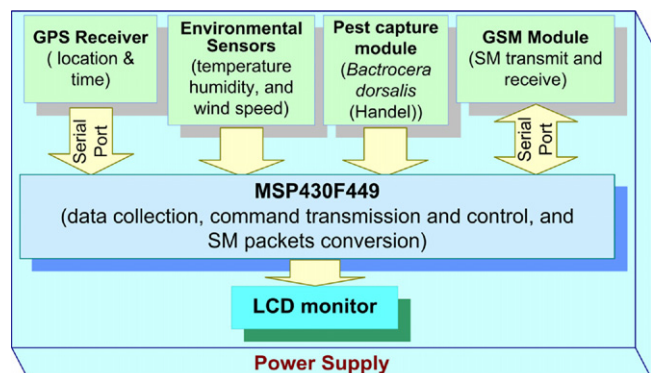 GPS Receiver
( location &
time)
Environmental
Sensors
(temperature
humidity, and
wind speed)
Pest capture
module
(Bactrocera
dorsalis
(Handel))
GSM Module
(SM transmit and
receive)
Serial
Port
Serial
Port
MSP430F449
(data collection, command transmission and control, and
SM packets conversion)
LCD monitor
Power Supply